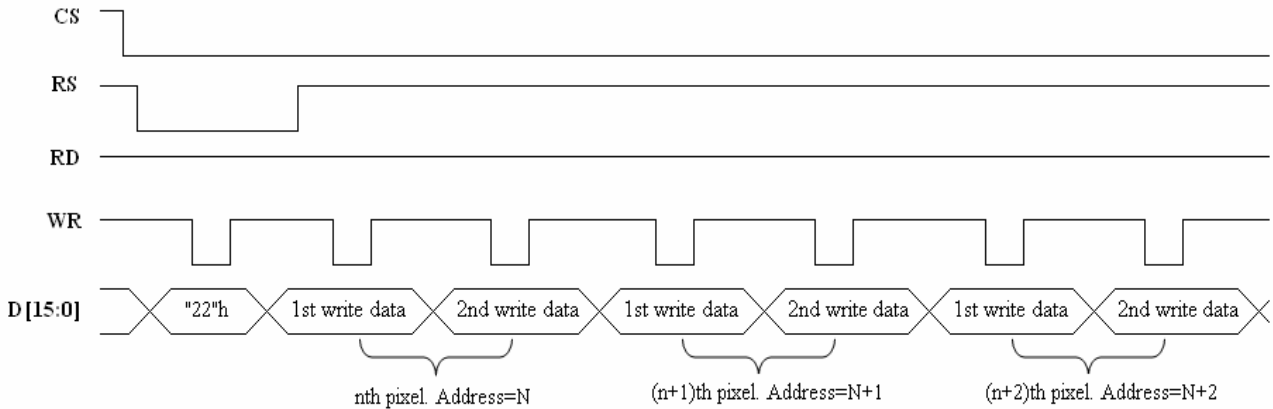 CS
RS
RD
WR
D[15:0] "22"h 1st write data 2nd write data 1st write data 2nd write data 1st write data 2nd write data
nth pixel. Address=N (n+1)th pixel. Address=N+1 (n+2)th pixel. Address=N+2